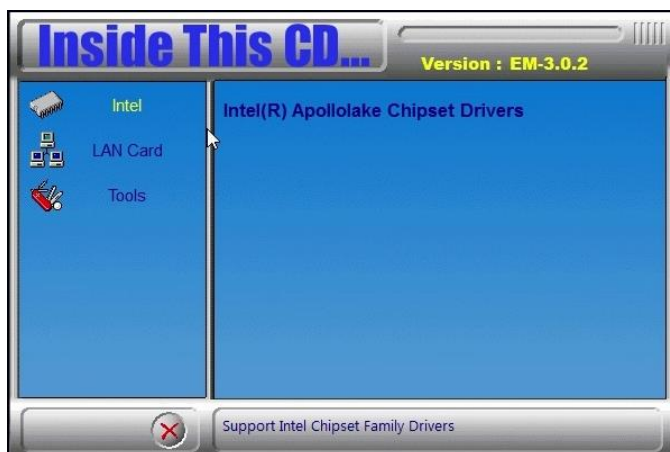 Inside This CD...
Version : EM-3.0.2
Intel
LAN Card
Tools
Intel(R) Apollolake Chipset Drivers
Support Intel Chipset Family Drivers